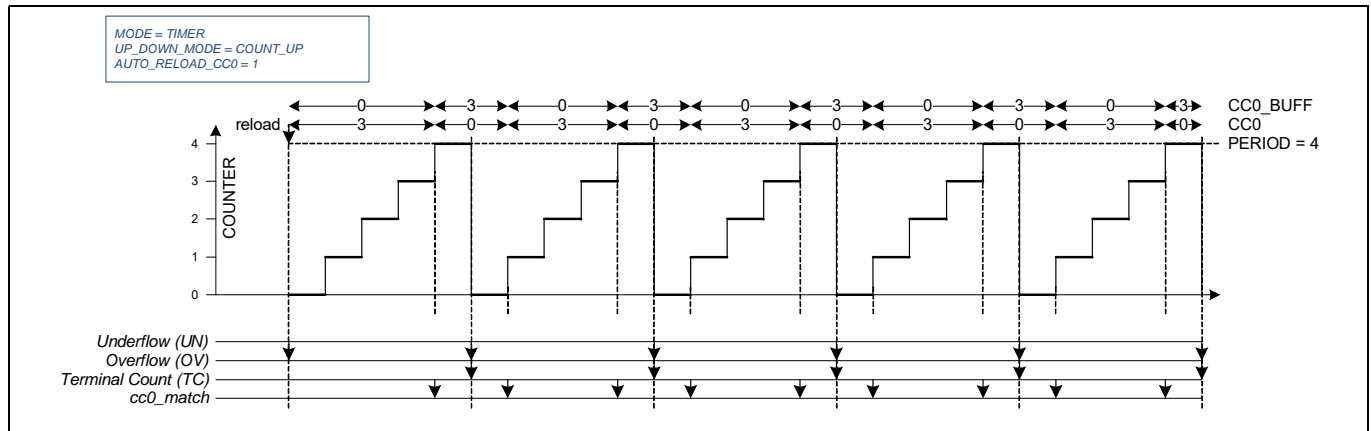 MODE = TIMER
UP_DOWN_MODE = COUNT_UP
AUTO_RELOAD_CC0 = 1
0 3 0 3 0 3 0 3 0 3 CC0_BUFF
reload 3 0 3 0 3 0 3 0 3 0 CC0
4 PERIOD = 4
3
COUNTER
2
1
0
Underflow (UN)
Overflow (OV)
Terminal Count (TC)
cc0_match